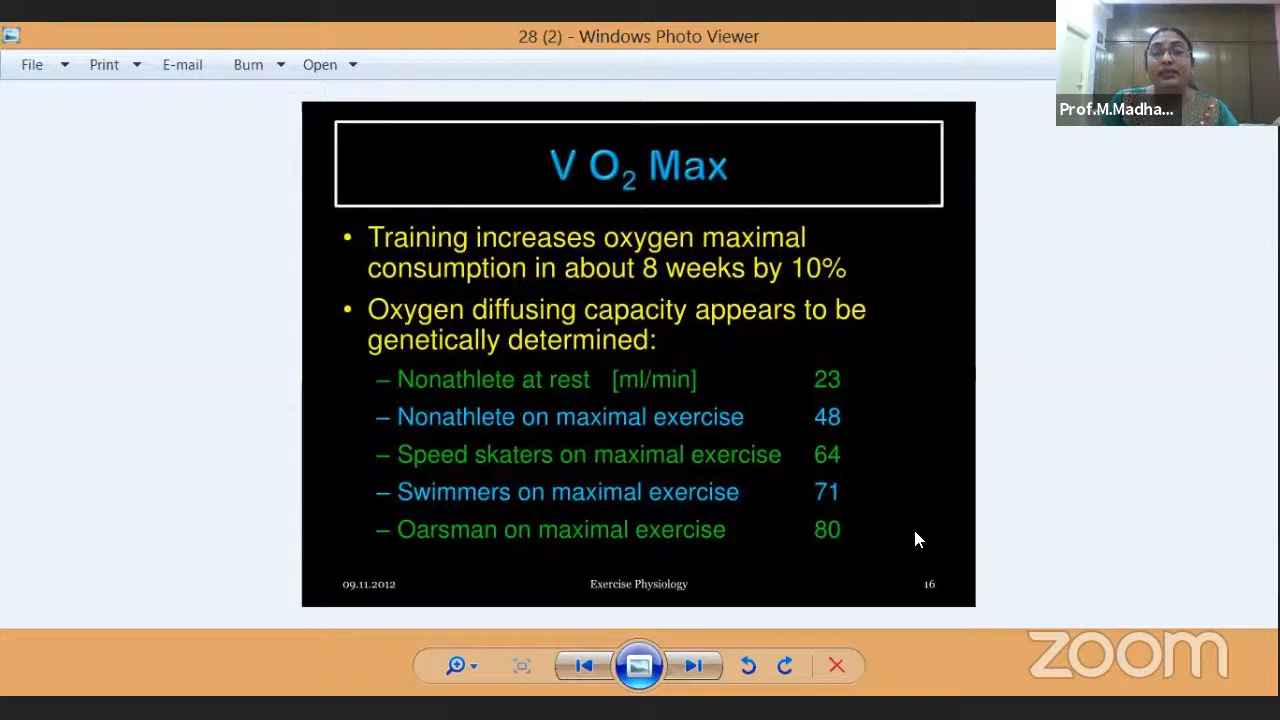 28 (2) - Windows Photo Viewer
File Print E-mail Burn Open
Prof.M.Madha...
V O2 Max
• Training increases oxygen maximal
consumption in about 8 weeks by 10%
• Oxygen diffusing capacity appears to be
genetically determined:
– Nonathlete at rest [ml/min] 23
– Nonathlete on maximal exercise 48
– Speed skaters on maximal exercise 64
– Swimmers on maximal exercise 71
– Oarsman on maximal exercise 80
09.11.2012 Exercise Physiology 16
zoom